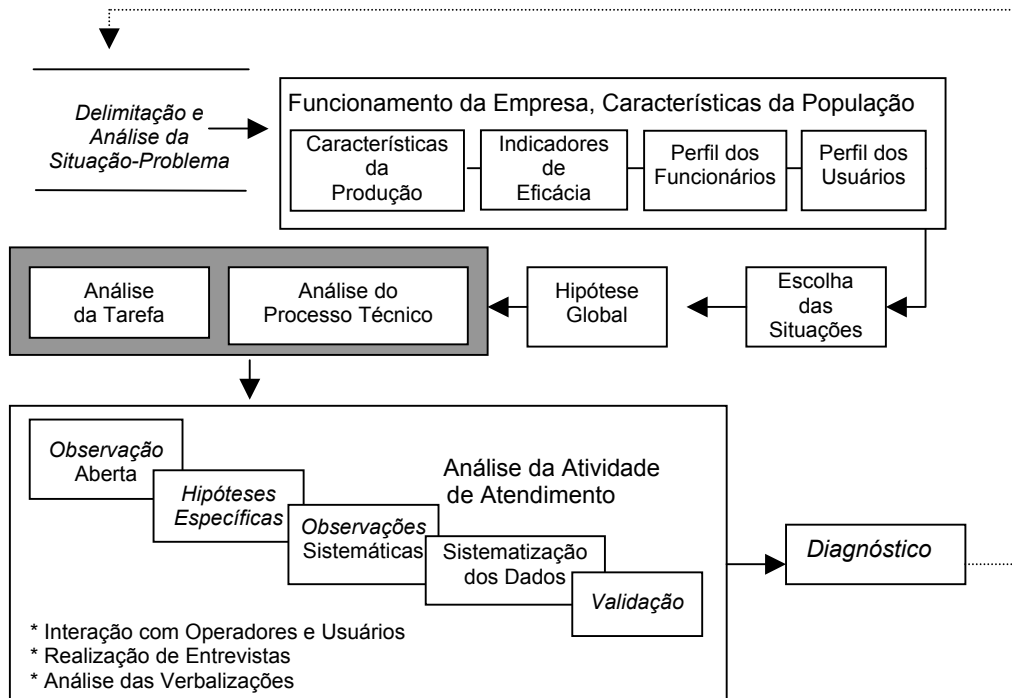 Delimitação e
Análise da
Situação-Problema
Funcionamento da Empresa, Características da População
Características
da
Produção
Indicadores
de
Eficácia
Perfil dos
Funcionários
Perfil dos
Usuários
Análise
da Tarefa
Análise do
Processo Técnico
Hipótese
Global
Escolha
das
Situações
Observação
Aberta
Hipóteses
Específicas
Observações
Sistemáticas
Sistematização
dos Dados
Validação
Análise da Atividade
de Atendimento
* Interação com Operadores e Usuários
* Realização de Entrevistas
* Análise das Verbalizações
Diagnóstico